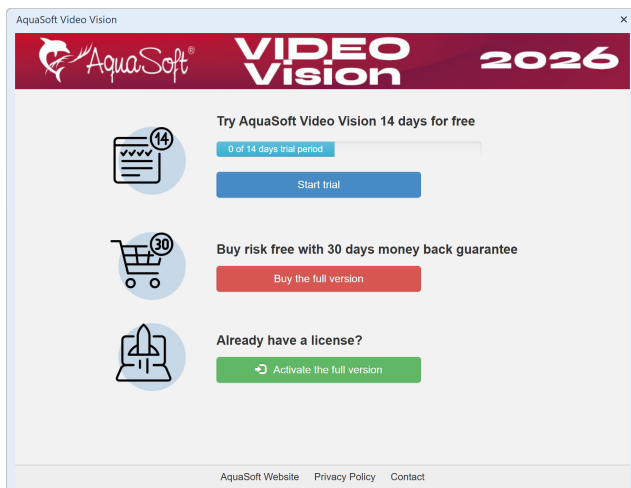 AquaSoft Video Vision
AquaSoft® VIDEO Vision 2026
14
Try AquaSoft Video Vision 14 days for free
0 of 14 days trial period
Start trial
30
Buy risk free with 30 days money back guarantee
Buy the full version
Already have a license?
Activate the full version
AquaSoft Website Privacy Policy Contact